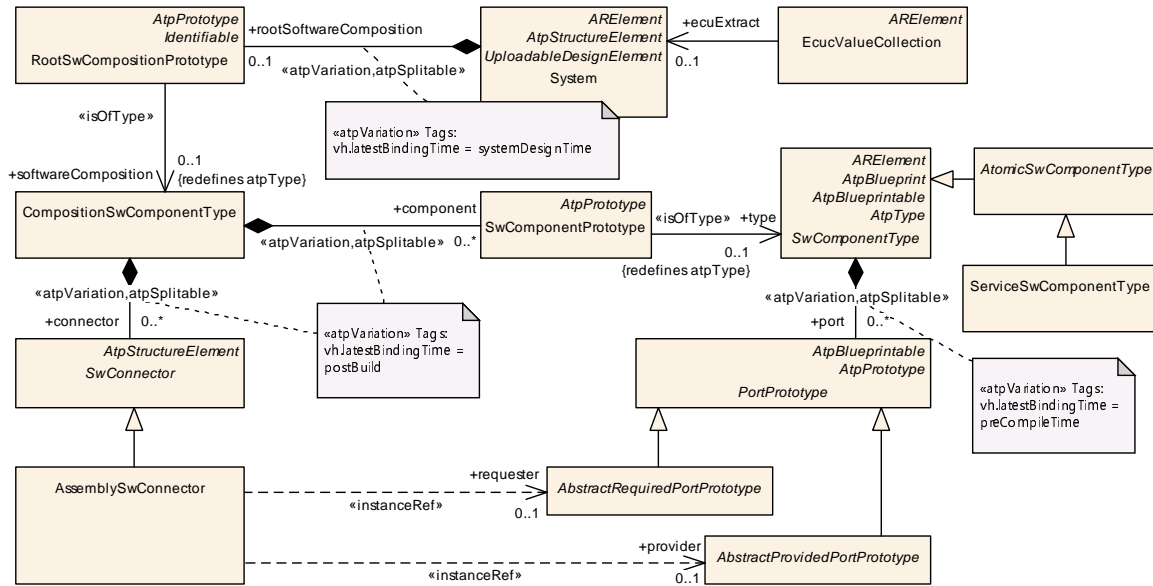 AtpPrototype
Identifiable
RootSwCompositionPrototype
+rootSoftwareComposition
0..1
«atpVariation,atpSplitable»
ARElement
AtpStructureElement
UploadableDesignElement
System
+ecuExtract
0..1
ARElement
EcucValueCollection
«atpVariation» Tags:
vh.latestBindingTime = systemDesignTime
«isOfType»
+softwareComposition
0..1
{redefines atpType}
CompositionSwComponentType
+component
«atpVariation,atpSplitable»
0..*
AtpPrototype
SwComponentPrototype
«isOfType»
+type
0..1
{redefines atpType}
ARElement
AtpBlueprint
AtpBlueprintable
AtpType
SwComponentType
AtomicSwComponentType
ServiceSwComponentType
«atpVariation,atpSplitable»
+connector
0..*
«atpVariation» Tags:
vh.latestBindingTime =
postBuild
«atpVariation,atpSplitable»
+port
0..*
AtpStructureElement
SwConnector
AtpBlueprintable
AtpPrototype
PortPrototype
«atpVariation» Tags:
vh.latestBindingTime =
preCompileTime
AssemblySwConnector
+requester
«instanceRef»
0..1
AbstractRequiredPortPrototype
+provider
«instanceRef»
0..1
AbstractProvidedPortPrototype